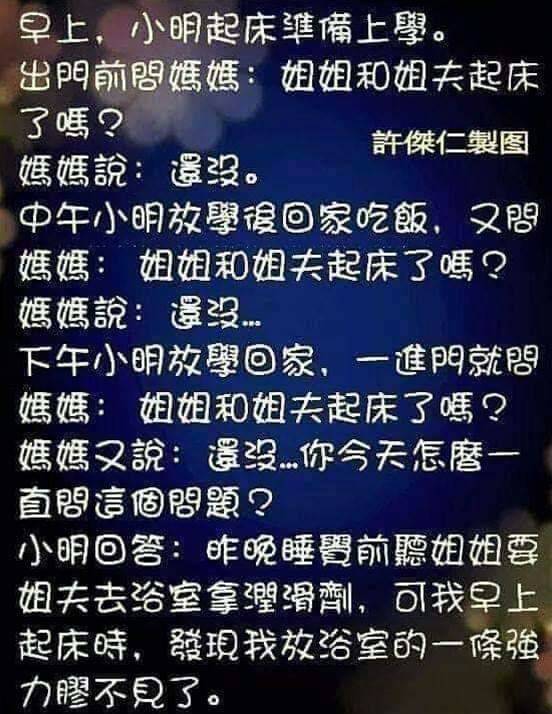 早上, 小明起床準備上學。
出門前問媽媽: 姐姐和姐夫起床
了嗎?
許傑仁製图
媽媽說: 還沒。
中午小明放學後回家吃飯, 又問
媽媽: 姐姐和姐夫起床了嗎?
媽媽說: 還沒...
下午小明放學回家, 一進門就問
媽媽: 姐姐和姐夫起床了嗎?
媽媽又說: 還沒...你今天怎麼一
直問這個問題?
小明回答: 昨晚睡覺前聽姐姐要
姐夫去浴室拿潤滑劑, 可我早上
起床時, 發現我放浴室的一條強
力膠不見了。